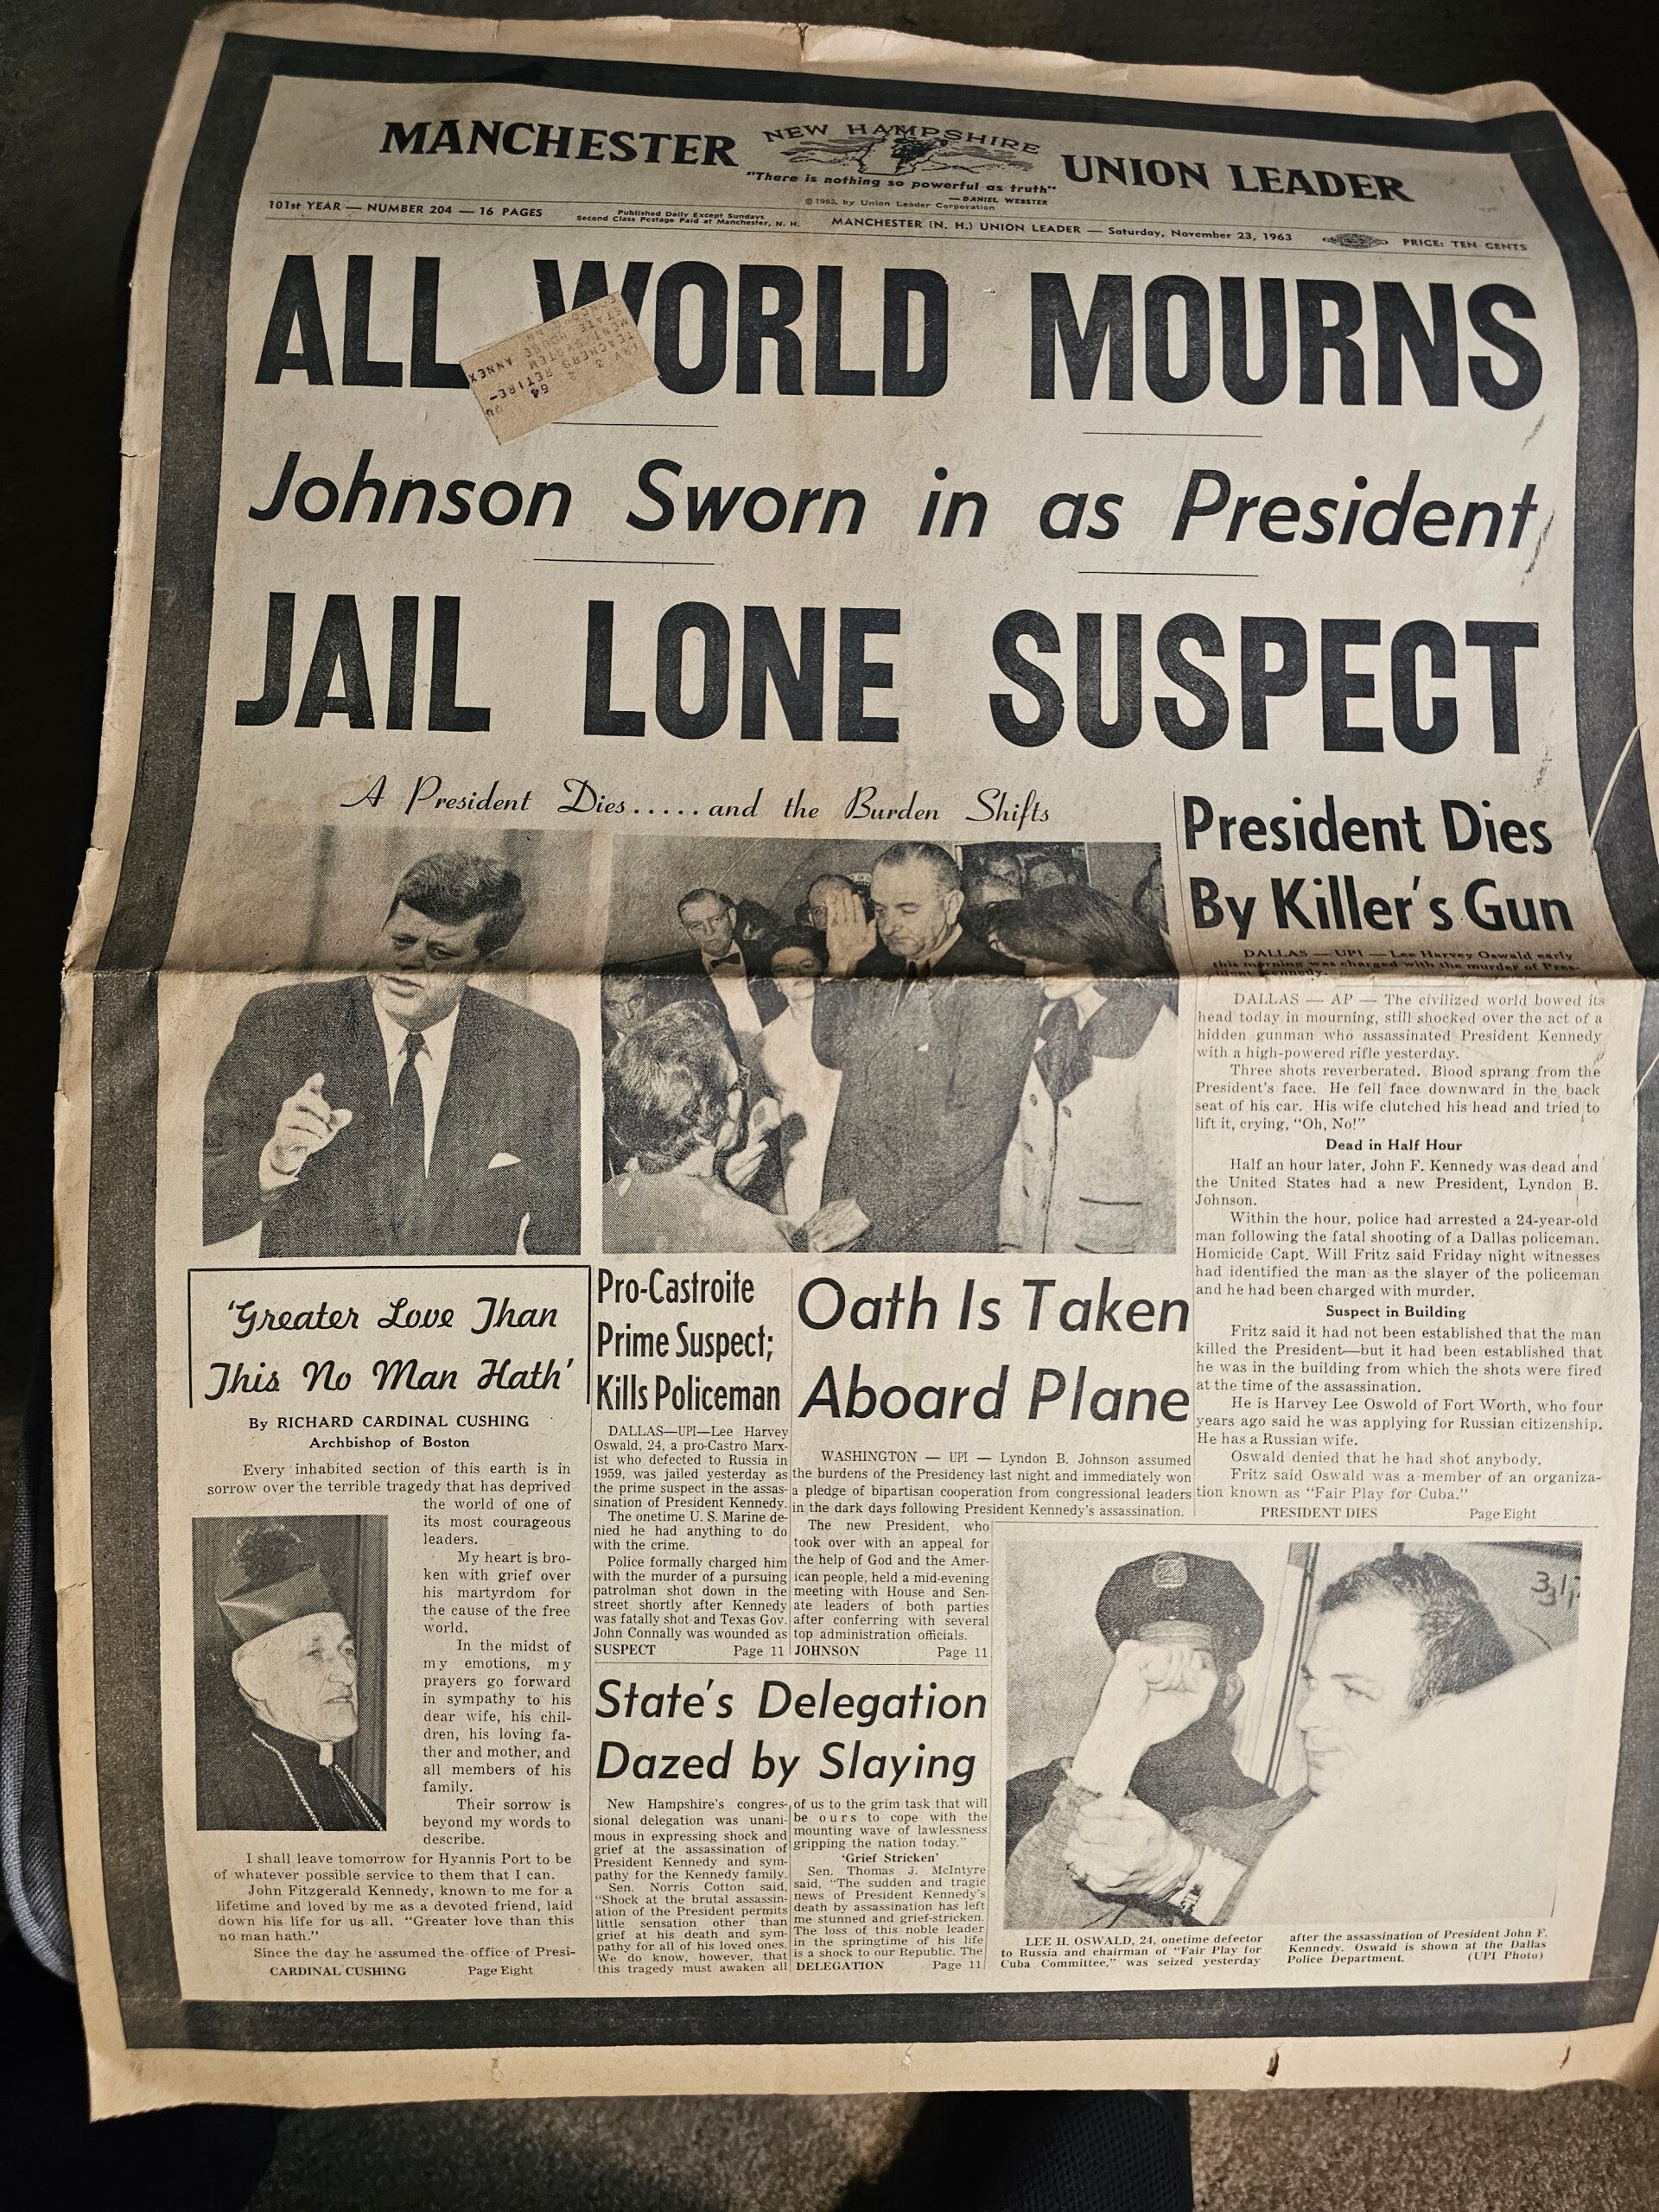 MANCHESTER NEW HAMPSHIRE UNION LEADER
"There is nothing so powerful as truth"
— DANIEL WEBSTER
© 1963, by Union Leader Corporation
101st YEAR — NUMBER 204 — 16 PAGES
Published Daily Except Sundays
Second Class Postage Paid at Manchester, N. H.
MANCHESTER (N. H.) UNION LEADER — Saturday, November 23, 1963
PRICE: TEN CENTS
ALL WORLD MOURNS
64
TEACHERS RETIRE-
MENT SYSTEM
STATE HOUSE ANNEX
Johnson Sworn in as President
JAIL LONE SUSPECT
A President Dies.....and the Burden Shifts
President Dies
By Killer's Gun
DALLAS — UPI — Lee Harvey Oswald early
this morning was charged with the murder of Pres-
ident Kennedy.
DALLAS — AP — The civilized world bowed its
head today in mourning, still shocked over the act of a
hidden gunman who assassinated President Kennedy
with a high-powered rifle yesterday.
Three shots reverberated. Blood sprang from the
President's face. He fell face downward in the back
seat of his car. His wife clutched his head and tried to
lift it, crying, "Oh, No!"
Dead in Half Hour
Half an hour later, John F. Kennedy was dead and
the United States had a new President, Lyndon B.
Johnson.
Within the hour, police had arrested a 24-year-old
man following the fatal shooting of a Dallas policeman.
Homicide Capt. Will Fritz said Friday night witnesses
had identified the man as the slayer of the policeman
and he had been charged with murder.
Suspect in Building
Fritz said it had not been established that the man
killed the President—but it had been established that
he was in the building from which the shots were fired
at the time of the assassination.
He is Harvey Lee Oswold of Fort Worth, who four
years ago said he was applying for Russian citizenship.
He has a Russian wife.
Oswald denied that he had shot anybody.
Fritz said Oswald was a member of an organiza-
tion known as "Fair Play for Cuba."
PRESIDENT DIES Page Eight
'Greater Love Than
This No Man Hath'
By RICHARD CARDINAL CUSHING
Archbishop of Boston
Every inhabited section of this earth is in
sorrow over the terrible tragedy that has deprived
the world of one of
its most courageous
leaders.
My heart is bro-
ken with grief over
his martyrdom for
the cause of the free
world.
In the midst of
my emotions, my
prayers go forward
in sympathy to his
dear wife, his chil-
dren, his loving fa-
ther and mother, and
all members of his
family.
Their sorrow is
beyond my words to
describe.
I shall leave tomorrow for Hyannis Port to be
of whatever possible service to them that I can.
John Fitzgerald Kennedy, known to me for a
lifetime and loved by me as a devoted friend, laid
down his life for us all. "Greater love than this
no man hath."
Since the day he assumed the office of Presi-
CARDINAL CUSHING Page Eight
Pro-Castroite
Prime Suspect;
Kills Policeman
DALLAS—UPI—Lee Harvey
Oswald, 24, a pro-Castro Marx-
ist who defected to Russia in
1959, was jailed yesterday as
the prime suspect in the assas-
sination of President Kennedy.
The onetime U. S. Marine de-
nied he had anything to do
with the crime.
Police formally charged him
with the murder of a pursuing
patrolman shot down in the
street shortly after Kennedy
was fatally shot and Texas Gov.
John Connally was wounded as
SUSPECT Page 11
Oath Is Taken
Aboard Plane
WASHINGTON — UPI — Lyndon B. Johnson assumed
the burdens of the Presidency last night and immediately won
a pledge of bipartisan cooperation from congressional leaders
in the dark days following President Kennedy's assassination.
The new President, who
took over with an appeal for
the help of God and the Amer-
ican people, held a mid-evening
meeting with House and Sen-
ate leaders of both parties
after conferring with several
top administration officials.
JOHNSON Page 11
State's Delegation
Dazed by Slaying
New Hampshire's congres-
sional delegation was unani-
mous in expressing shock and
grief at the assassination of
President Kennedy and sym-
pathy for the Kennedy family.
Sen. Norris Cotton said,
"Shock at the brutal assassin-
ation of the President permits
little sensation other than
grief at his death and sym-
pathy for all of his loved ones.
We do know, however, that
this tragedy must awaken all
of us to the grim task that will
be ours to cope with the
mounting wave of lawlessness
gripping the nation today."
'Grief Stricken'
Sen. Thomas J. McIntyre
said, "The sudden and tragic
news of President Kennedy's
death by assassination has left
me stunned and grief-stricken.
The loss of this noble leader
in the springtime of his life
is a shock to our Republic. The
DELEGATION Page 11
LEE H. OSWALD, 24, onetime defector
to Russia and chairman of "Fair Play for
Cuba Committee," was seized yesterday
after the assassination of President John F.
Kennedy. Oswald is shown at the Dallas
Police Department. (UPI Photo)